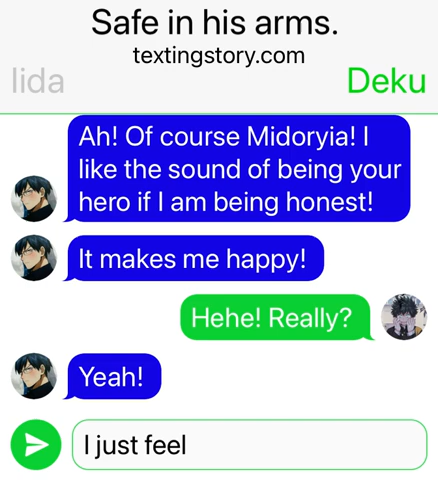 Safe in his arms.
textingstory.com
Iida
Deku
Ah! Of course Midoryia! I
like the sound of being your
hero if I am being honest!
It makes me happy!
Hehe! Really?
Yeah!
I just feel